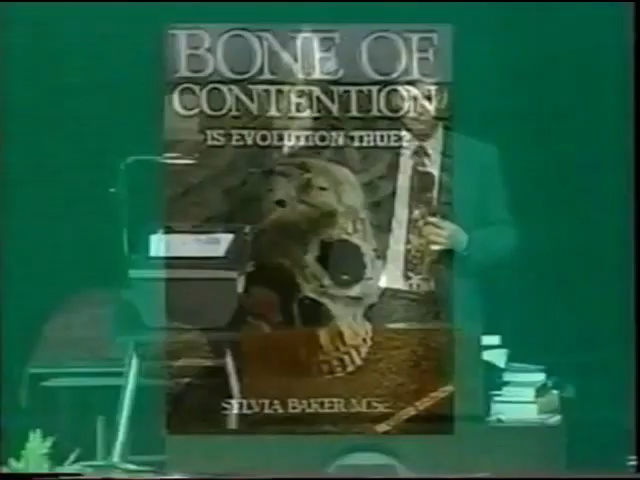 BONE OF
CONTENTION
IS EVOLUTION TRUE?
SYLVIA BAKER M.Sc.